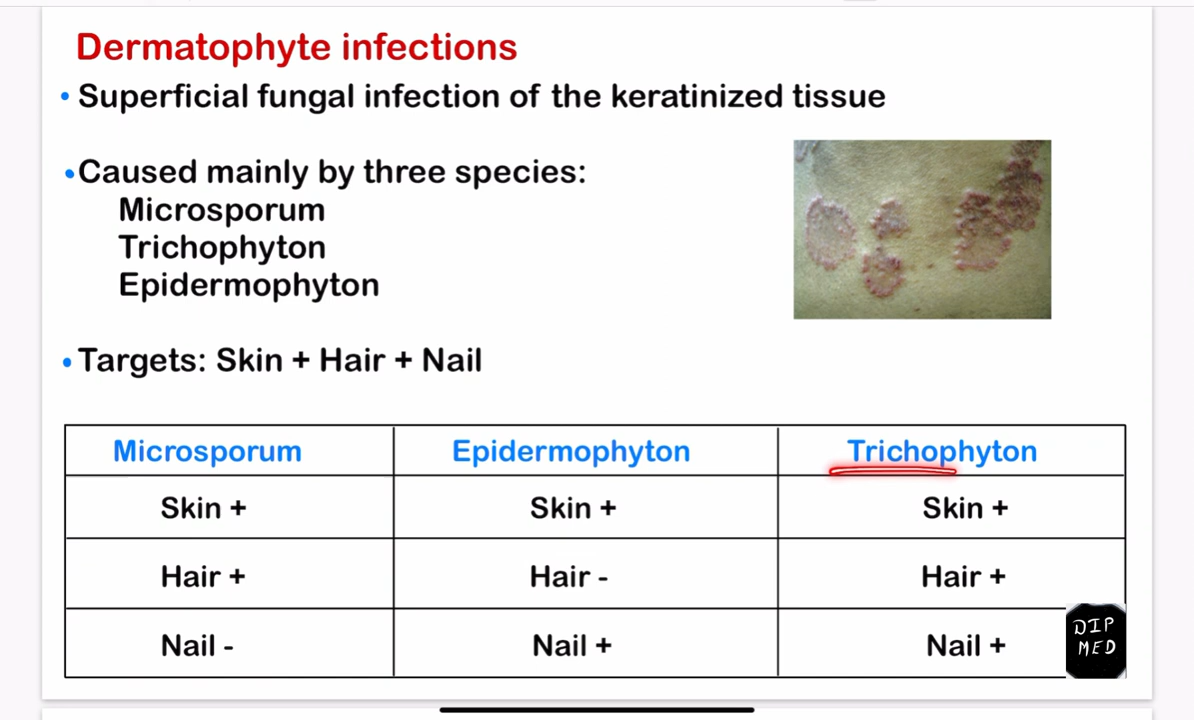 Dermatophyte infections
• Superficial fungal infection of the keratinized tissue
• Caused mainly by three species:
Microsporum
Trichophyton
Epidermophyton
• Targets: Skin + Hair + Nail
Microsporum Epidermophyton Trichophyton
Skin + Skin + Skin +
Hair + Hair - Hair +
Nail - Nail + Nail +
DIP
MED